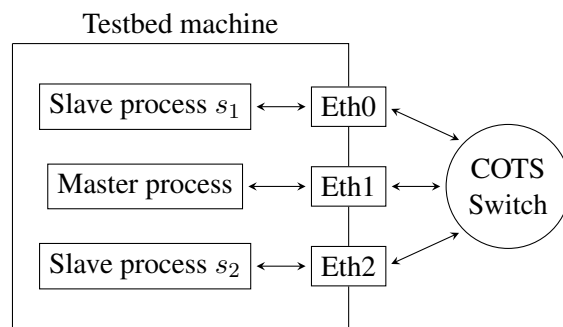 Testbed machine
Slave process s₁
Eth0
Master process
Eth1
COTS
Switch
Slave process s₂
Eth2